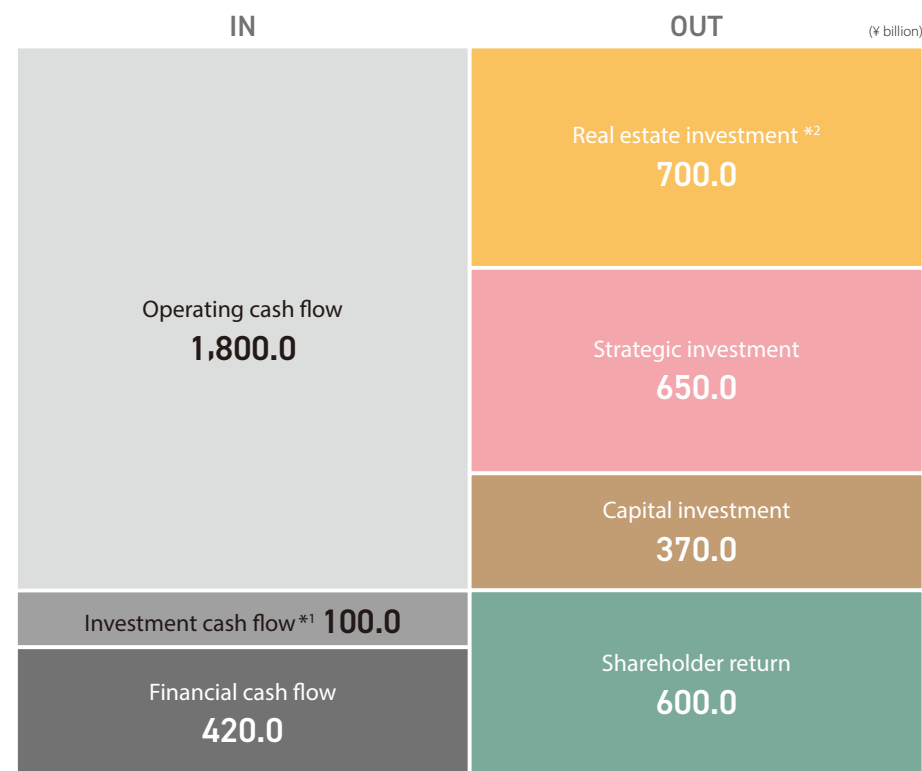 IN
OUT
(¥ billion)
Operating cash flow
1,800.0
Investment cash flow*1 100.0
Financial cash flow
420.0
Real estate investment *2
700.0
Strategic investment
650.0
Capital investment
370.0
Shareholder return
600.0